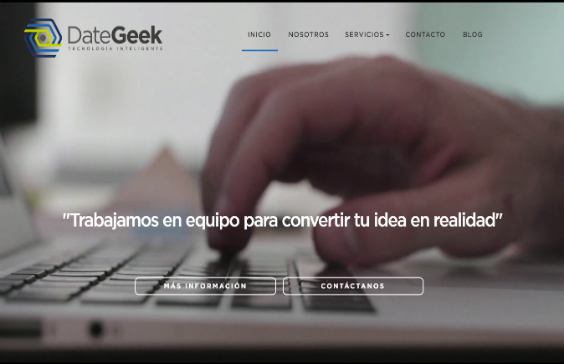 DateGeek
TECNOLOGÍA INTELIGENTE
INICIO NOSOTROS SERVICIOS CONTACTO BLOG
"Trabajamos en equipo para convertir tu idea en realidad"
MÁS INFORMACIÓN CONTÁCTANOS